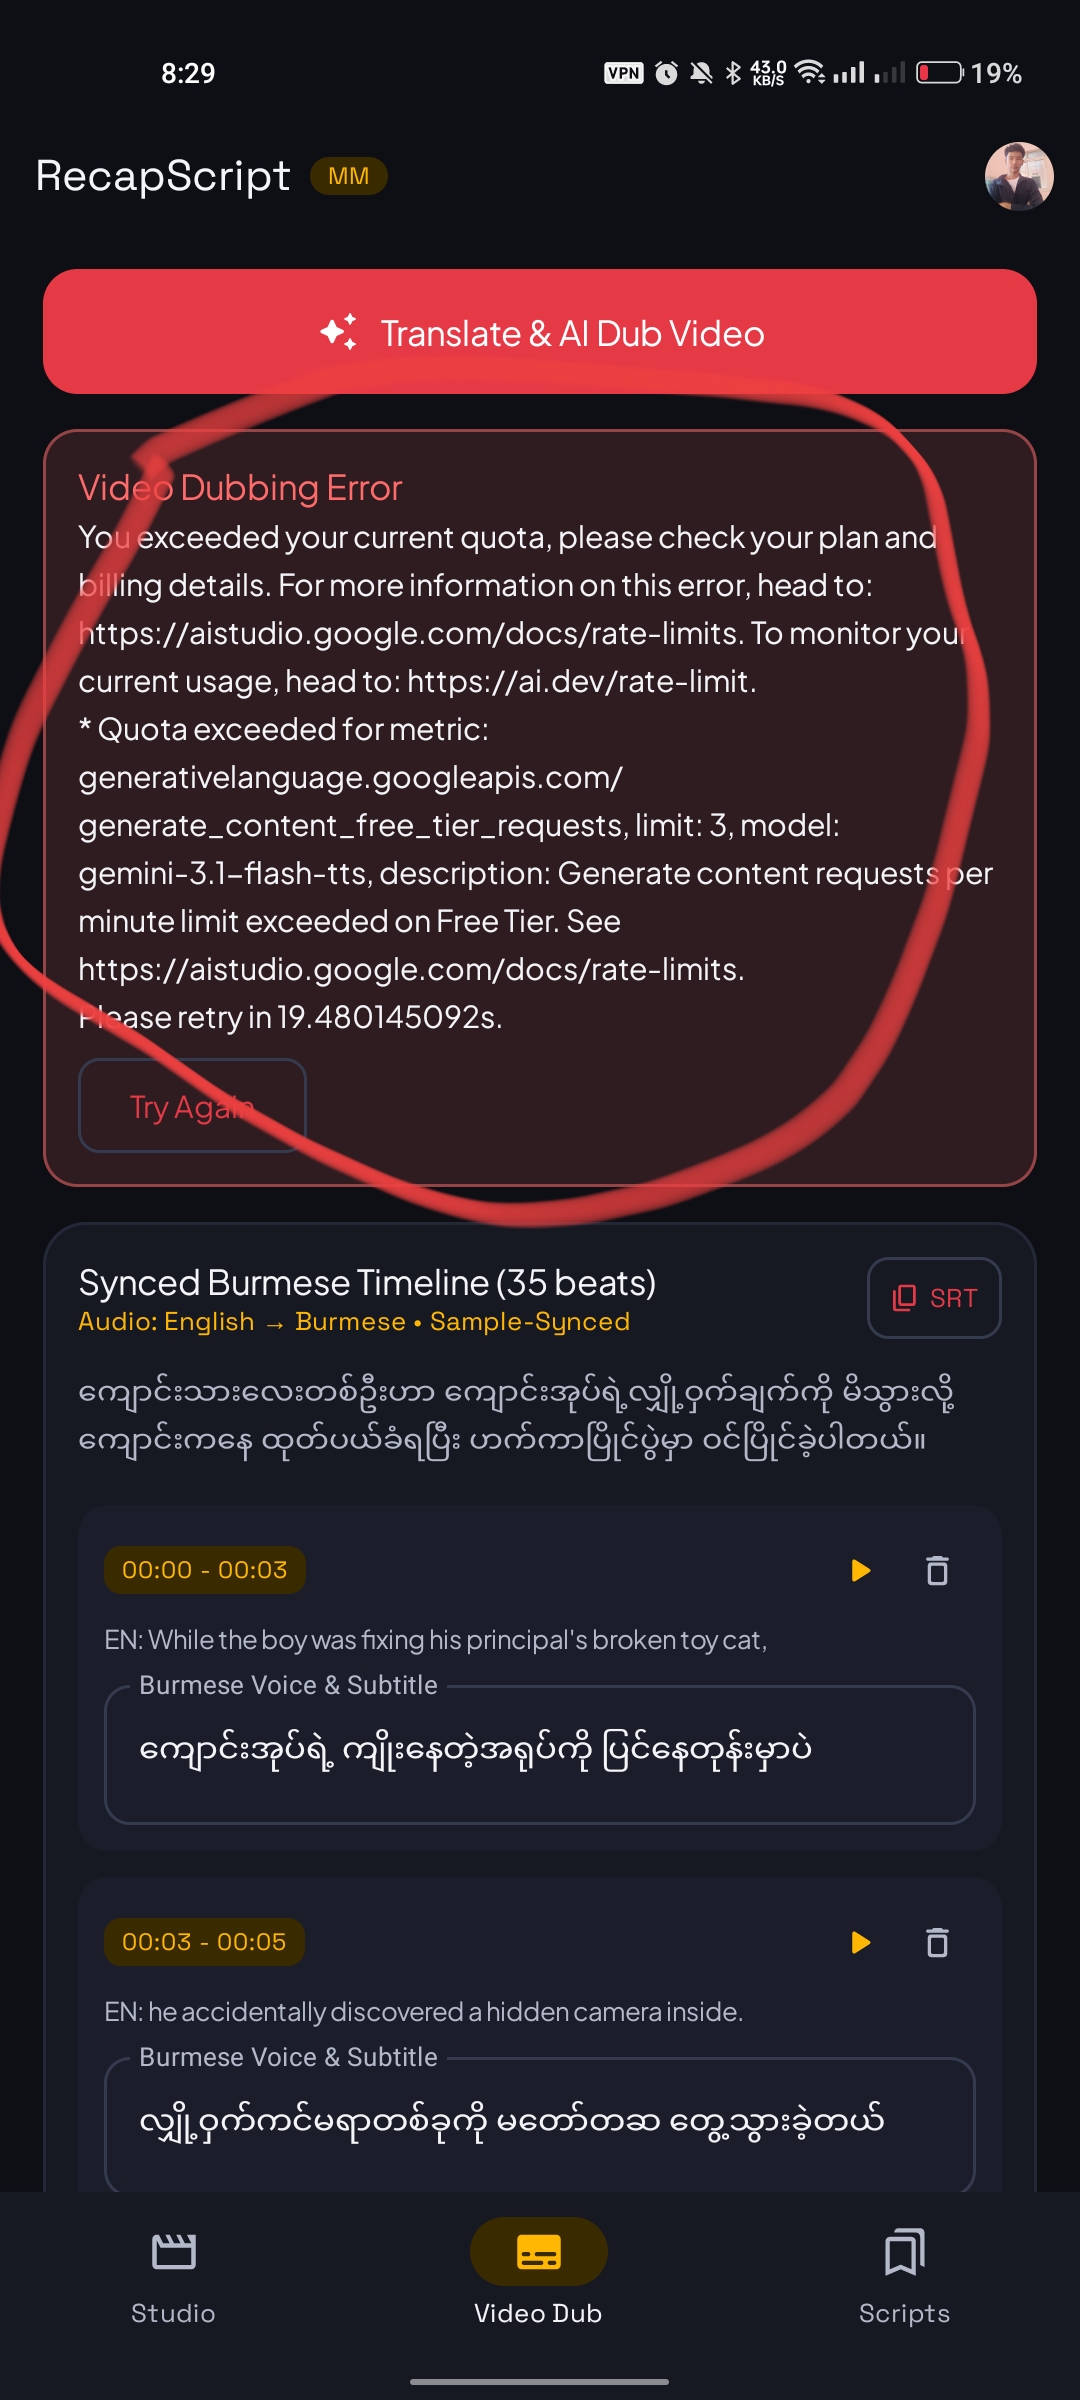 8:29
VPN 43.0 KB/S 19%
RecapScript MM
Translate & AI Dub Video
Video Dubbing Error
You exceeded your current quota, please check your plan and
billing details. For more information on this error, head to:
https://aistudio.google.com/docs/rate-limits. To monitor your
current usage, head to: https://ai.dev/rate-limit.
* Quota exceeded for metric:
generativelanguage.googleapis.com/
generate_content_free_tier_requests, limit: 3, model:
gemini-3.1-flash-tts, description: Generate content requests per
minute limit exceeded on Free Tier. See
https://aistudio.google.com/docs/rate-limits.
Please retry in 19.480145092s.
Try Again
Synced Burmese Timeline (35 beats)
SRT
Audio: English → Burmese • Sample-Synced
ကျောင်းသားလေးတစ်ဦးဟာ ကျောင်းအုပ်ရဲ့လျှို့ဝှက်ချက်ကို မိသွားလို့
ကျောင်းကနေ ထုတ်ပယ်ခံရပြီး ဟက်ကာပြိုင်ပွဲမှာ ဝင်ပြိုင်ခဲ့ပါတယ်။
00:00 - 00:03
EN: While the boy was fixing his principal's broken toy cat,
Burmese Voice & Subtitle
ကျောင်းအုပ်ရဲ့ ကျိုးနေတဲ့အရုပ်ကို ပြင်နေတုန်းမှာပဲ
00:03 - 00:05
EN: he accidentally discovered a hidden camera inside.
Burmese Voice & Subtitle
လျှို့ဝှက်ကင်မရာတစ်ခုကို မတော်တဆ တွေ့သွားခဲ့တယ်
Studio
Video Dub
Scripts